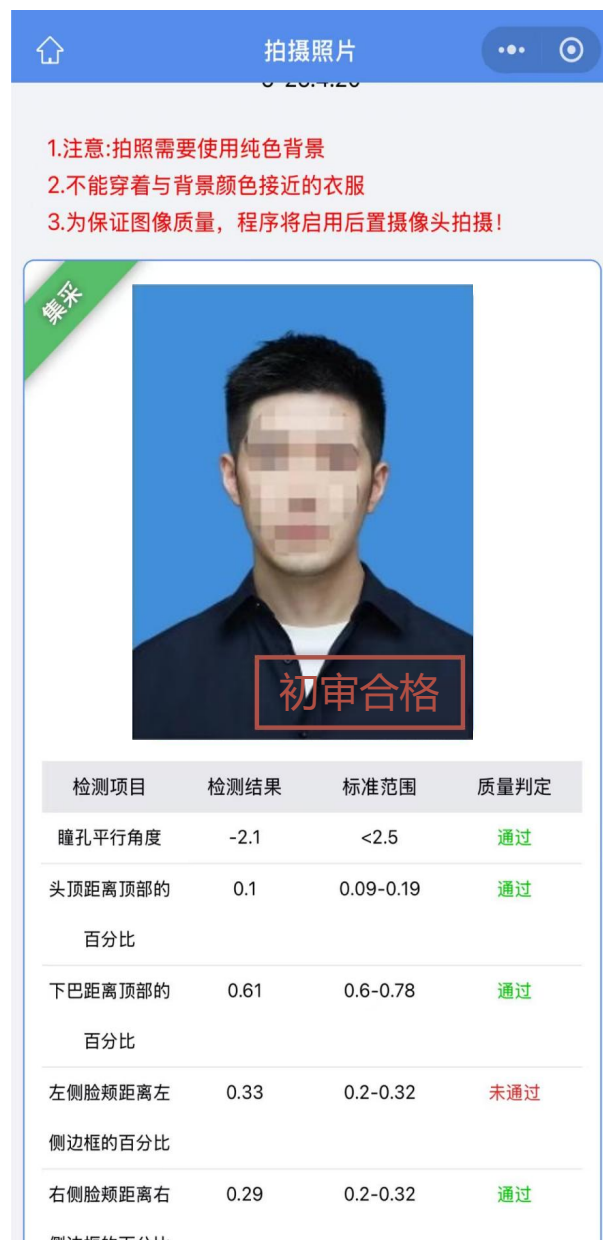 拍摄照片
1.注意:拍照需要使用纯色背景
2.不能穿着与背景颜色接近的衣服
3.为保证图像质量，程序将启用后置摄像头拍摄！
集采
初审合格
检测项目 检测结果 标准范围 质量判定
瞳孔平行角度 -2.1 <2.5 通过
头顶距离顶部的 0.1 0.09-0.19 通过
百分比
下巴距离顶部的 0.61 0.6-0.78 通过
百分比
左侧脸颊距离左 0.33 0.2-0.32 未通过
侧边框的百分比
右侧脸颊距离右 0.29 0.2-0.32 通过